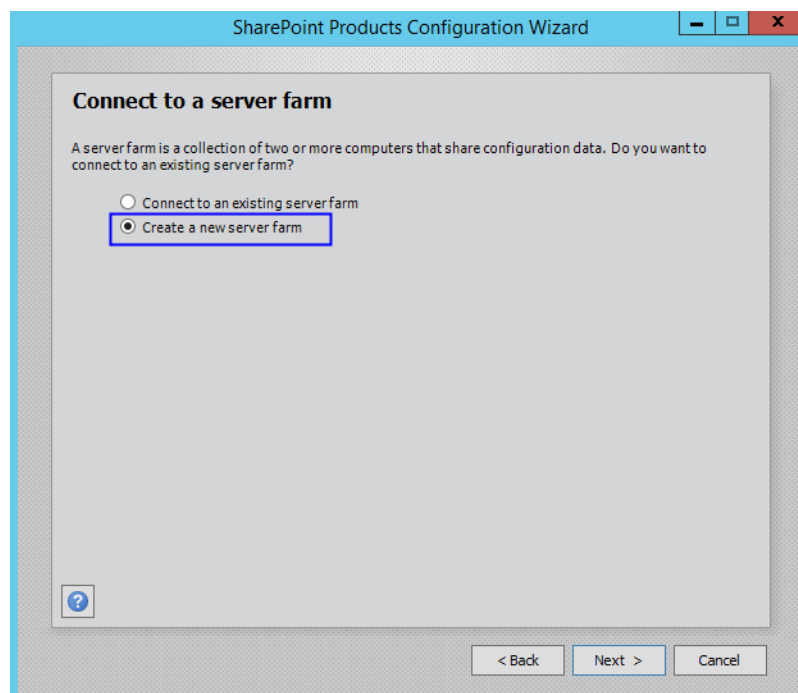 SharePoint Products Configuration Wizard
Connect to a server farm
A server farm is a collection of two or more computers that share configuration data. Do you want to
connect to an existing server farm?
Connect to an existing server farm
Create a new server farm
< Back
Next >
Cancel